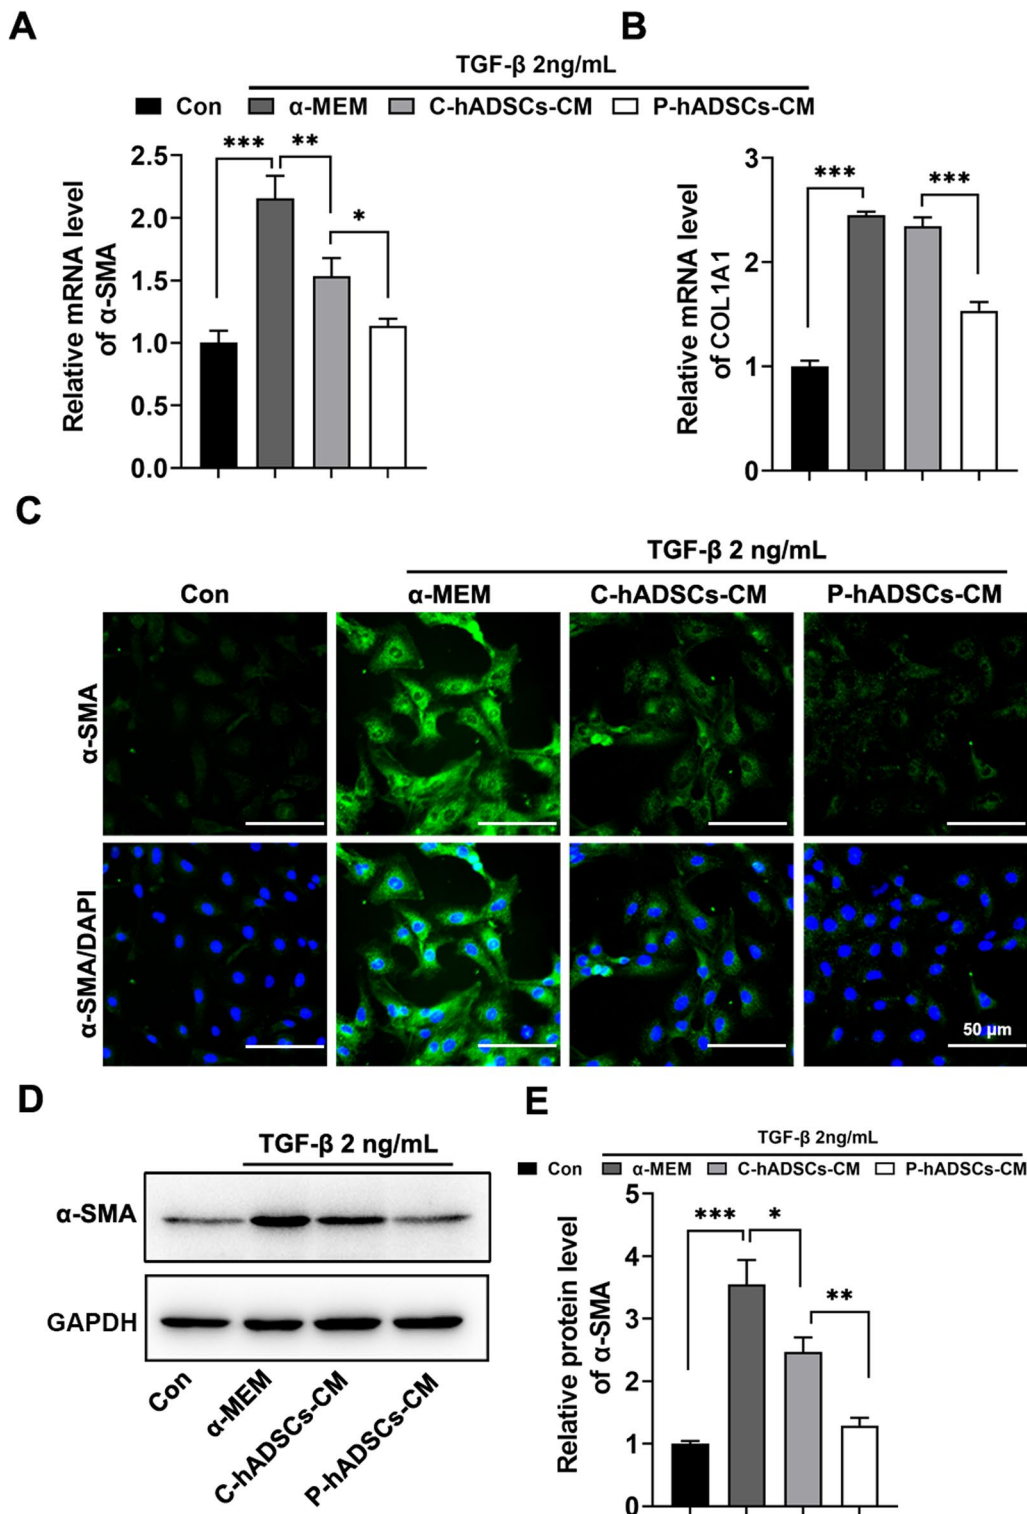 A
B
TGF-β 2ng/mL
Con α-MEM C-hADSCs-CM P-hADSCs-CM
Relative mRNA level
of α-SMA
2.5
2.0
1.5
1.0
0.5
0.0
***
**
*
Relative mRNA level
of COL1A1
3
2
1
0
***
***
C
TGF-β 2 ng/mL
Con α-MEM C-hADSCs-CM P-hADSCs-CM
α-SMA
α-SMA/DAPI
50 μm
D
TGF-β 2 ng/mL
α-SMA
GAPDH
Con
α-MEM
C-hADSCs-CM
P-hADSCs-CM
E
TGF-β 2ng/mL
Con α-MEM C-hADSCs-CM P-hADSCs-CM
Relative protein level
of α-SMA
5
4
3
2
1
0
***
*
**